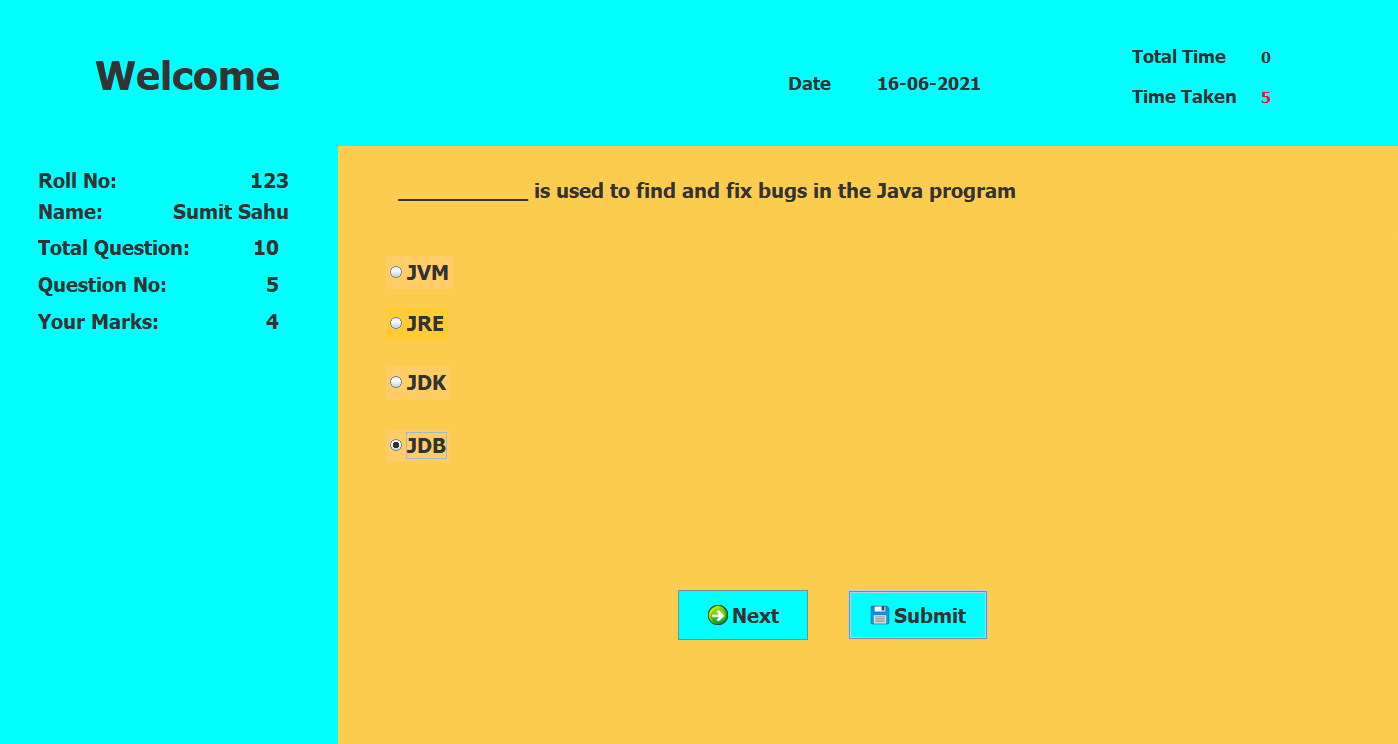 Welcome
Date 16-06-2021
Total Time 0
Time Taken 5
Roll No: 123
Name: Sumit Sahu
Total Question: 10
Question No: 5
Your Marks: 4
_____________ is used to find and fix bugs in the Java program
JVM
JRE
JDK
JDB
Next
Submit